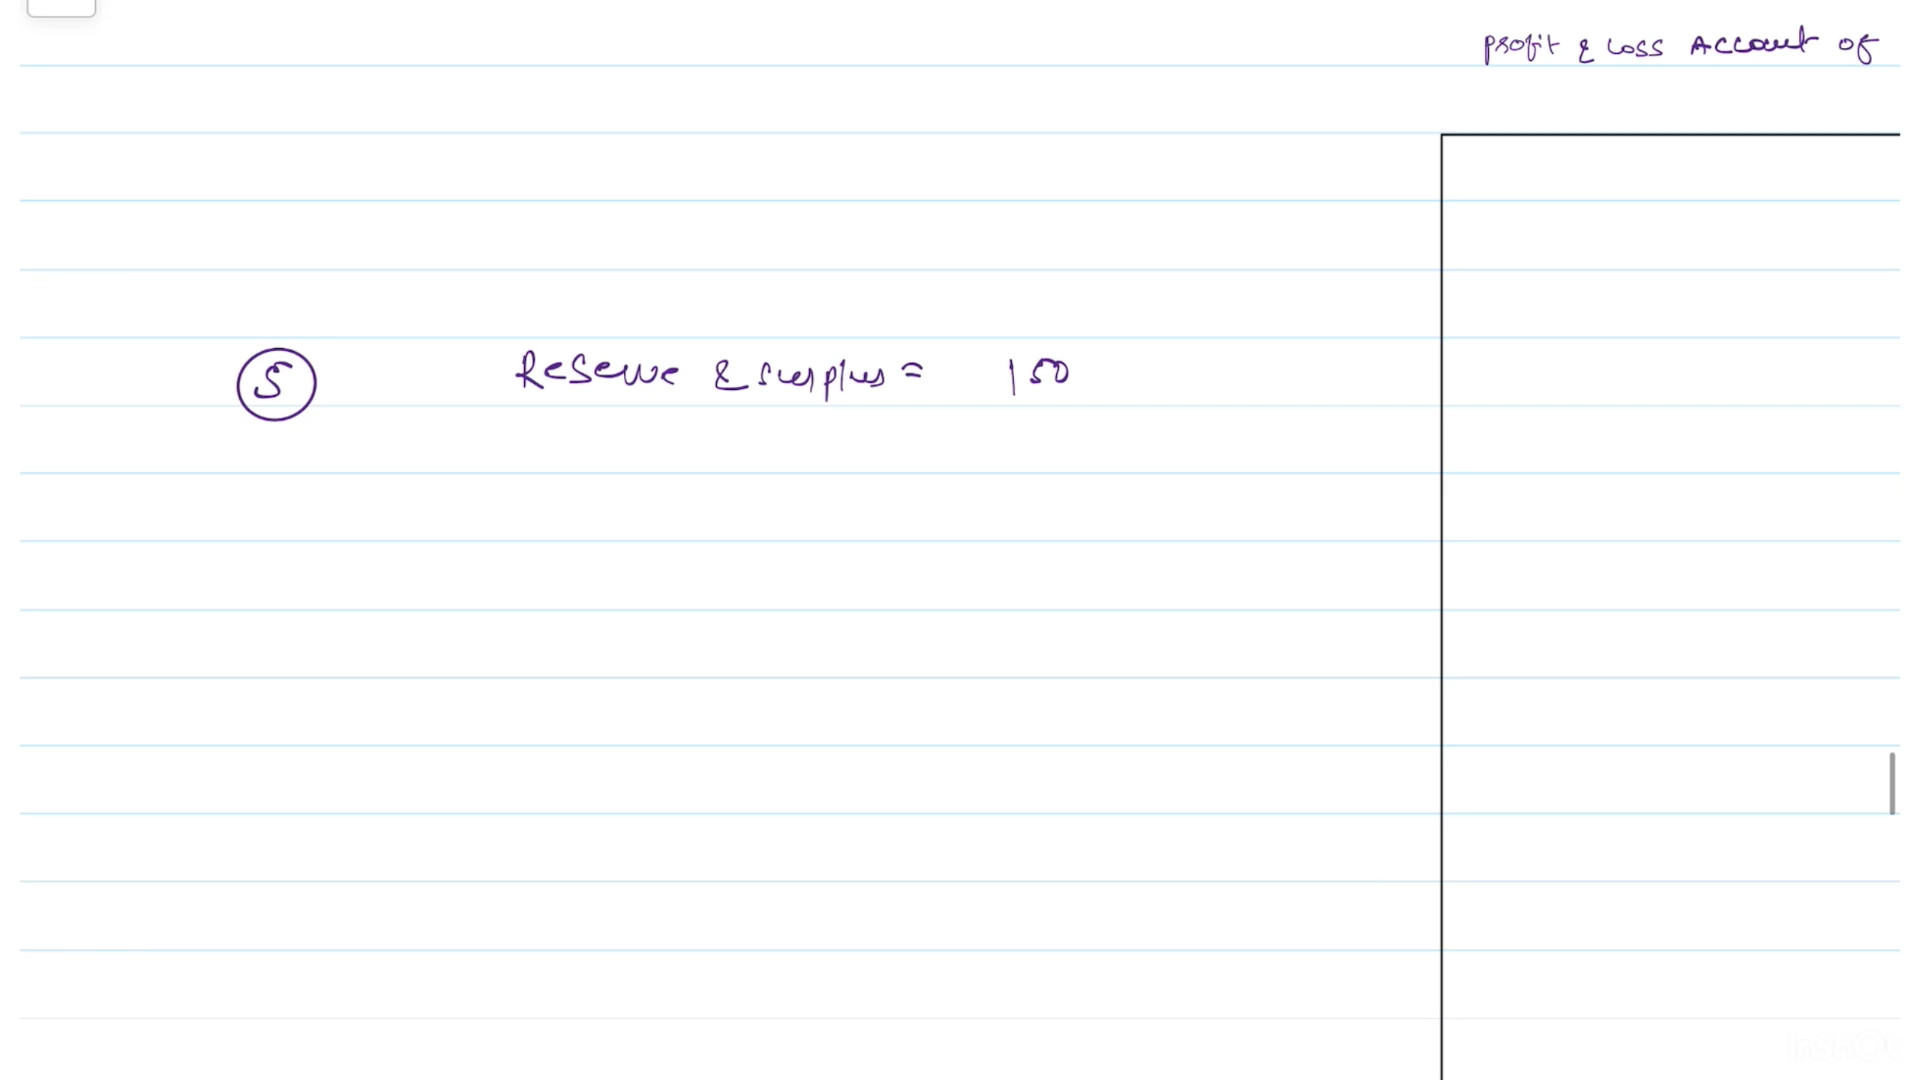 Profit & Loss Account of
5 Reserve & surplus = 150